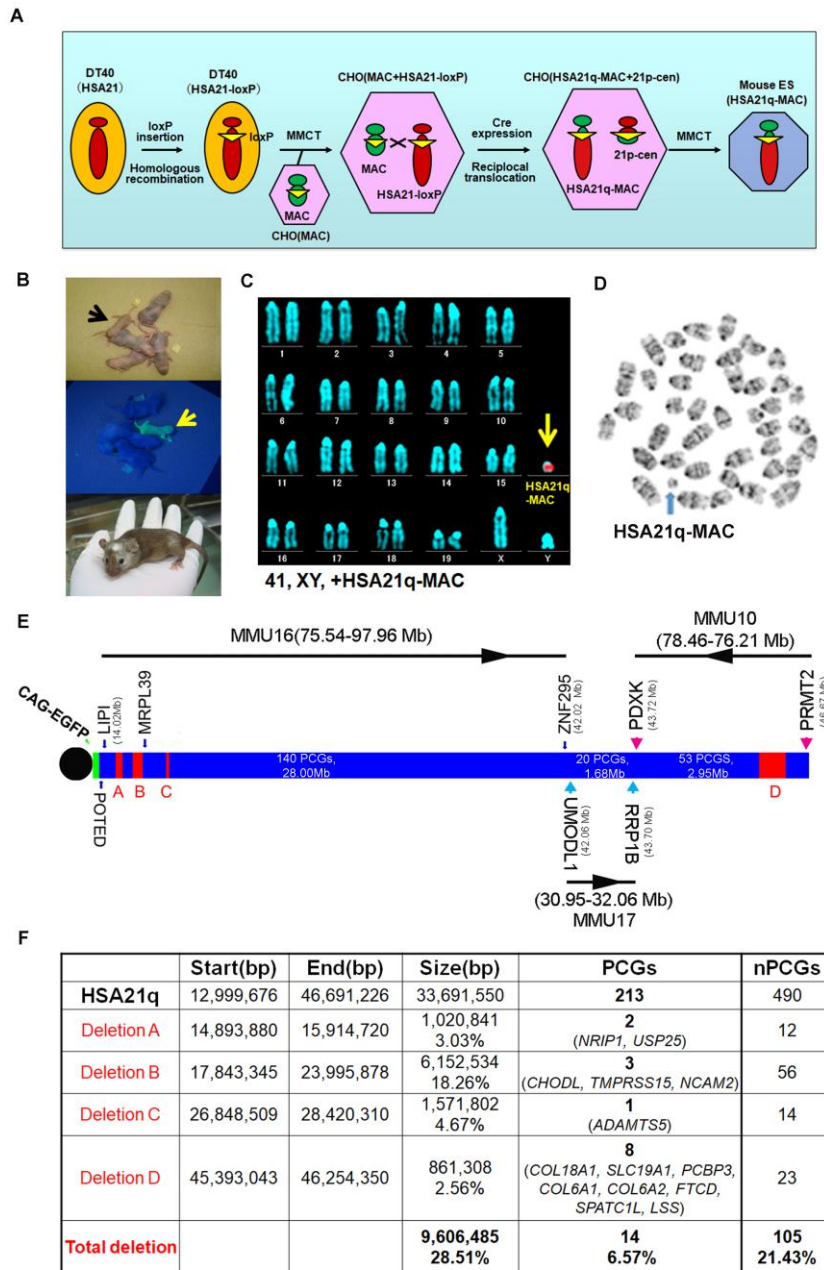 A
DT40
(HSA21)
loxP
insertion
Homologous
recombination
DT40
(HSA21-loxP)
loxP
MMCT
MAC
CHO(MAC)
CHO(MAC+HSA21-loxP)
MAC
HSA21-loxP
Cre
expression
Reciplocal
translocation
CHO(HSA21q-MAC+21p-cen)
21p-cen
HSA21q-MAC
MMCT
Mouse ES
(HSA21q-MAC)
B
C
1 2 3 4 5
6 7 8 9 10
11 12 13 14 15
HSA21q
-MAC
16 17 18 19 X Y
41, XY, +HSA21q-MAC
D
HSA21q-MAC
E
MMU16(75.54-97.96 Mb)
MMU10
(78.46-76.21 Mb)
CAG-EGFP
LIPI
(14.02Mb)
MRPL39
ZNF295
(42.02 Mb)
PDXK
(43.72 Mb)
PRMT2
(46.67 Mb)
140 PCGs,
28.00Mb
20 PCGs,
1.68Mb
53 PCGS,
2.95Mb
A B C D
POTED
UMODL1
(42.06 Mb)
RRP1B
(43.70 Mb)
(30.95-32.06 Mb)
MMU17
F
Start(bp) End(bp) Size(bp) PCGs nPCGs
HSA21q 12,999,676 46,691,226 33,691,550 213 490
Deletion A 14,893,880 15,914,720 1,020,841 3.03% 2 (NRIP1, USP25) 12
Deletion B 17,843,345 23,995,878 6,152,534 18.26% 3 (CHODL, TMPRSS15, NCAM2) 56
Deletion C 26,848,509 28,420,310 1,571,802 4.67% 1 (ADAMTS5) 14
Deletion D 45,393,043 46,254,350 861,308 2.56% 8 (COL18A1, SLC19A1, PCBP3, COL6A1, COL6A2, FTCD, SPATC1L, LSS) 23
Total deletion 9,606,485 28.51% 14 6.57% 105 21.43%